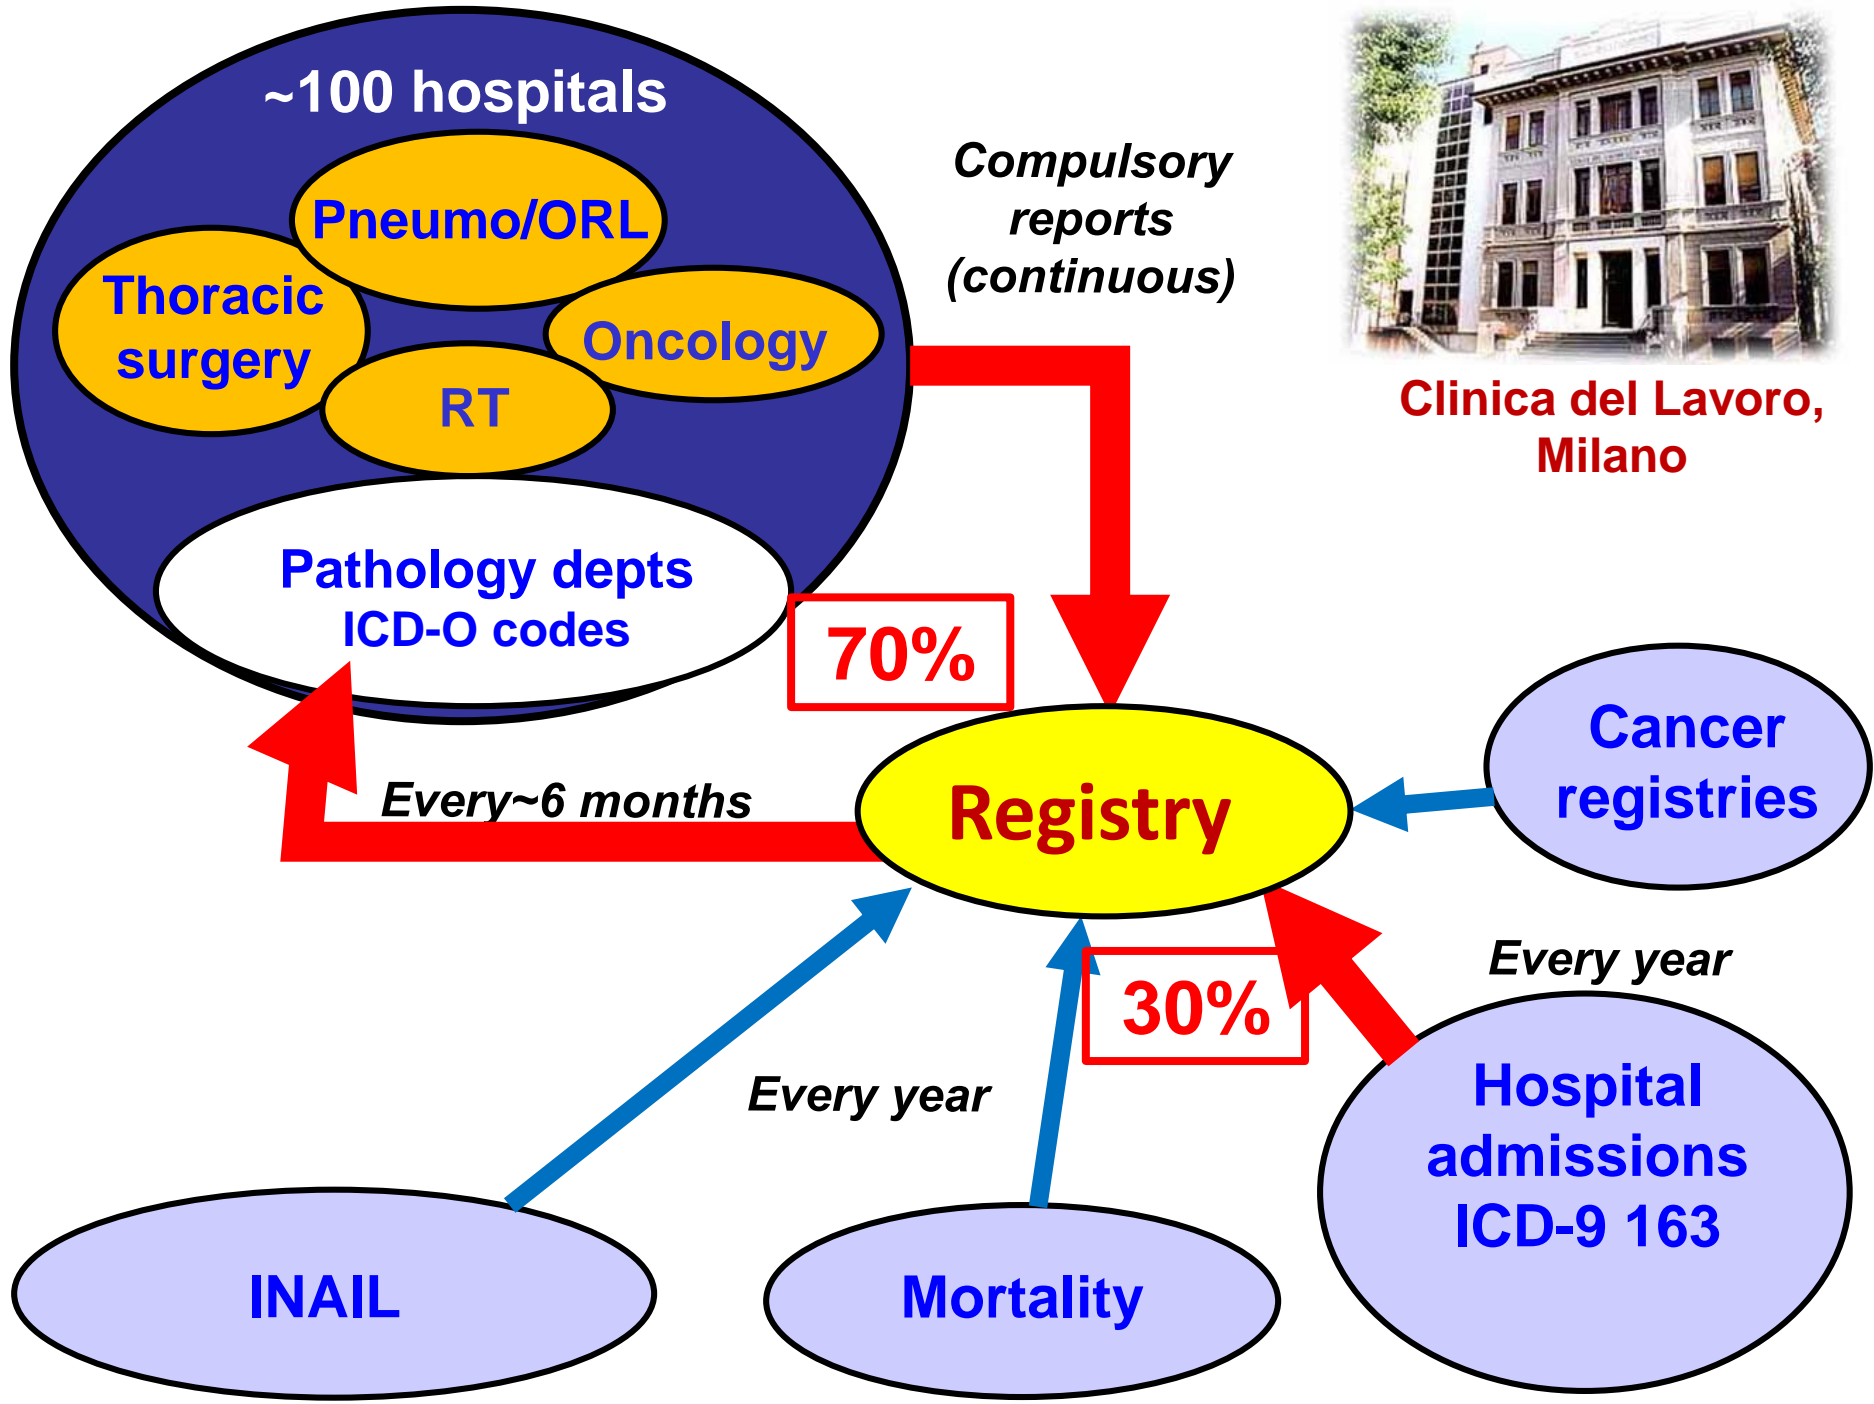 ~100 hospitals
Pneumo/ORL
Thoracic
surgery
Oncology
RT
Pathology depts
ICD-O codes
Compulsory
reports
(continuous)
Clinica del Lavoro,
Milano
70%
Every~6 months
Registry
Cancer
registries
30%
Every year
Every year
Hospital
admissions
ICD-9 163
INAIL
Mortality